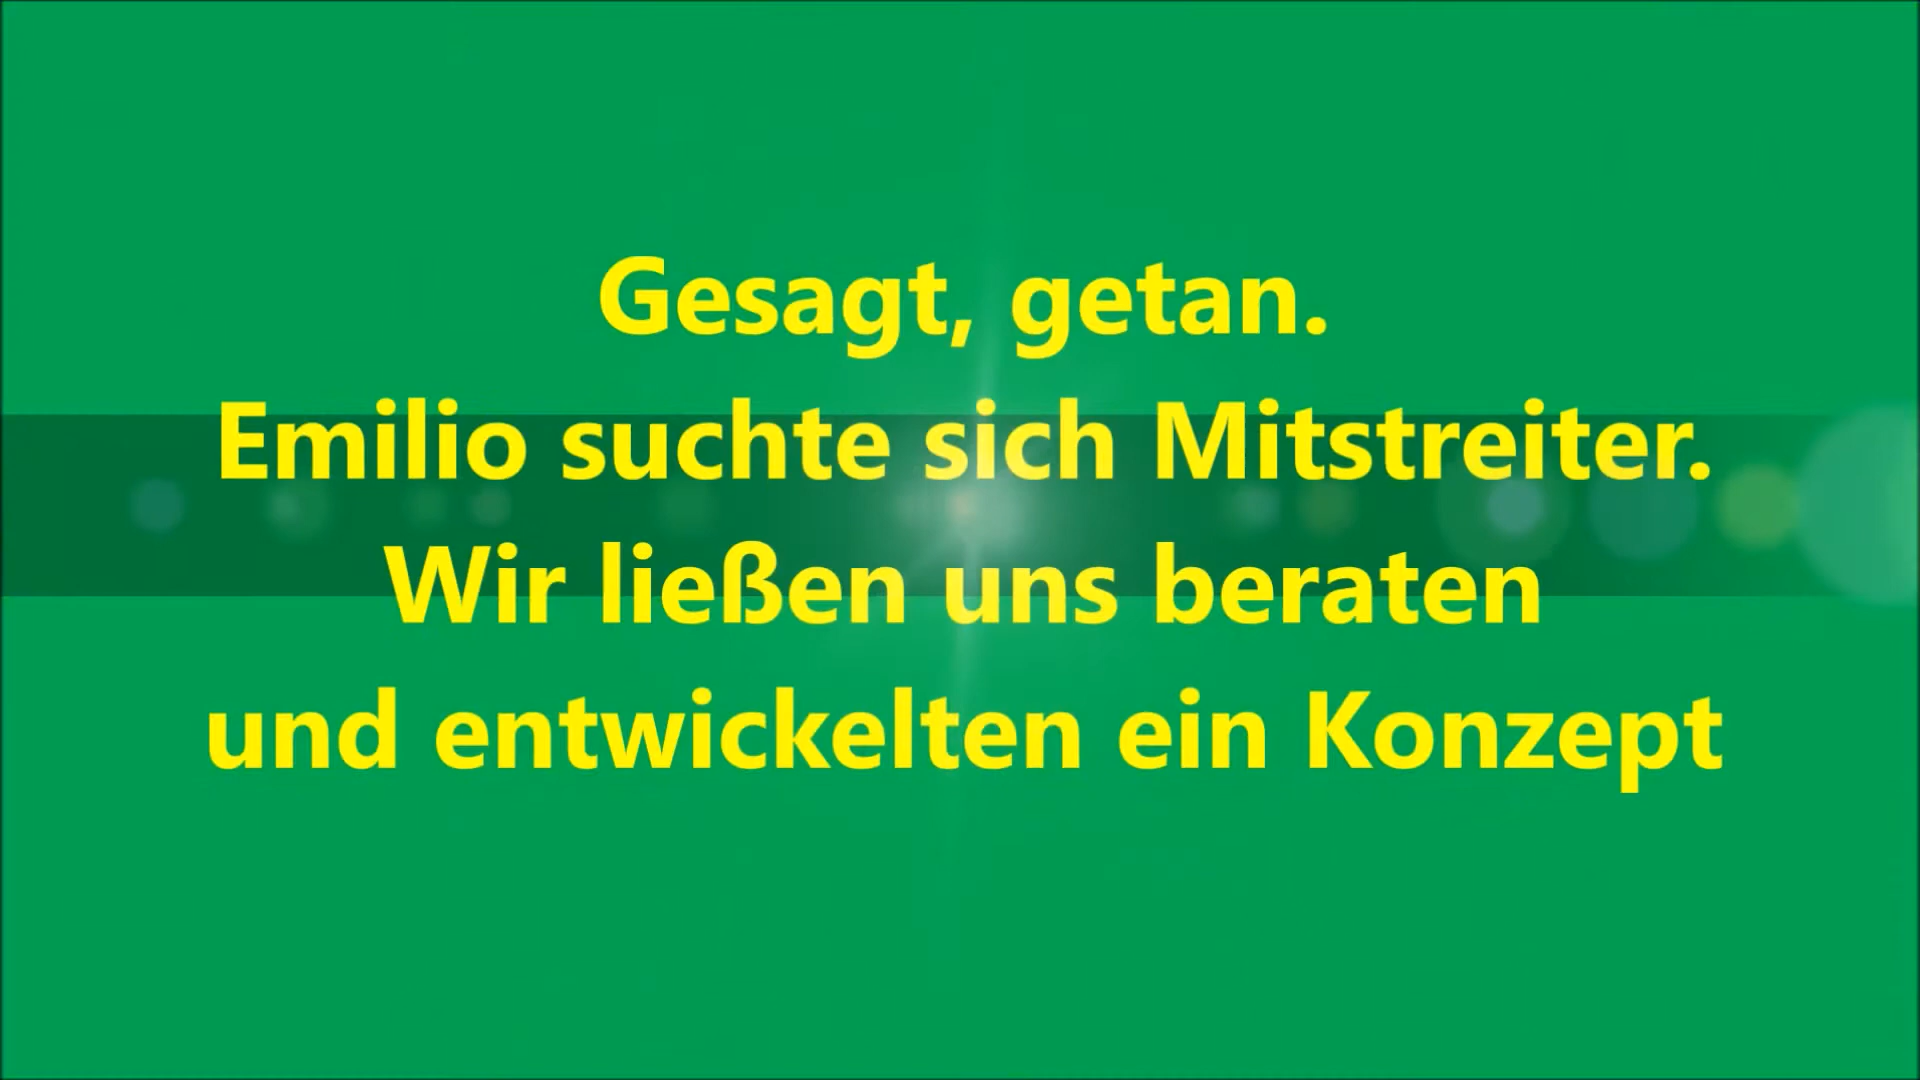 Gesagt, getan.
Emilio suchte sich Mitstreiter.
Wir ließen uns beraten
und entwickelten ein Konzept